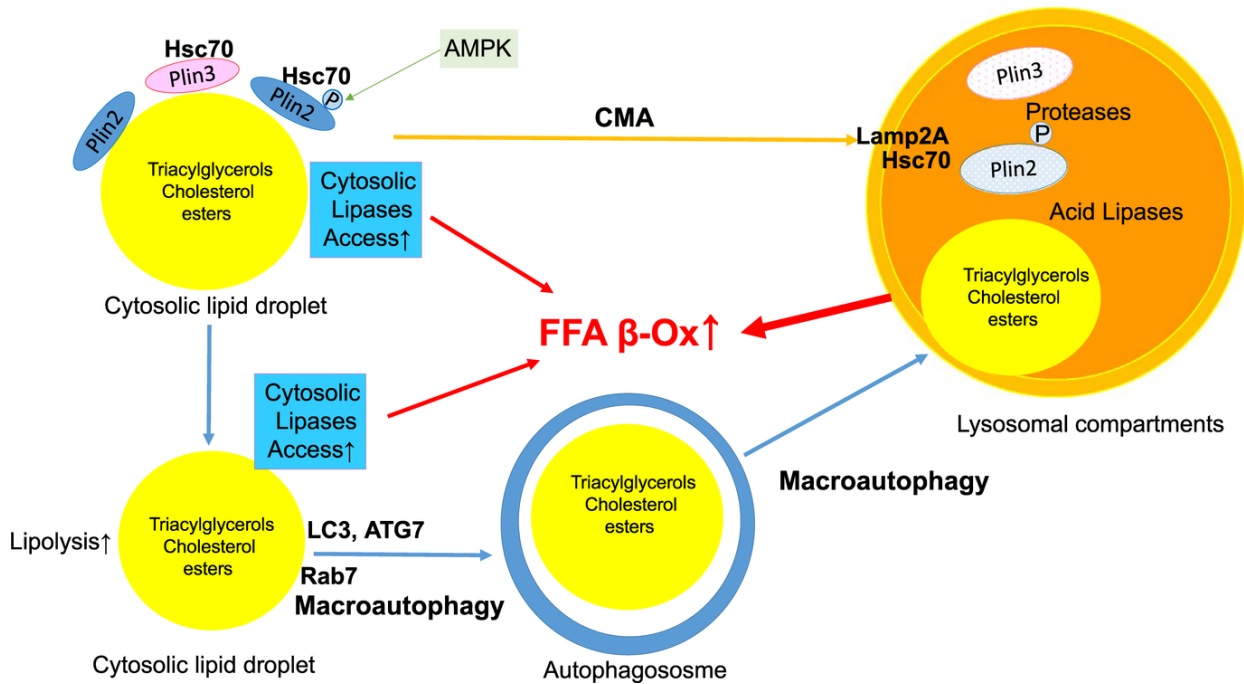 Hsc70
Plin3
Hsc70
P
Plin2
Plin2
AMPK
Triacylglycerols
Cholesterol
esters
Cytosolic
Lipases
Access↑
Cytosolic lipid droplet
CMA
Lamp2A
Hsc70
Plin3
Proteases
P
Plin2
Acid Lipases
Triacylglycerols
Cholesterol
esters
Lysosomal compartments
FFA β-Ox↑
Cytosolic
Lipases
Access↑
Lipolysis↑
Triacylglycerols
Cholesterol
esters
Cytosolic lipid droplet
LC3, ATG7
Rab7
Macroautophagy
Triacylglycerols
Cholesterol
esters
Autophagososme
Macroautophagy